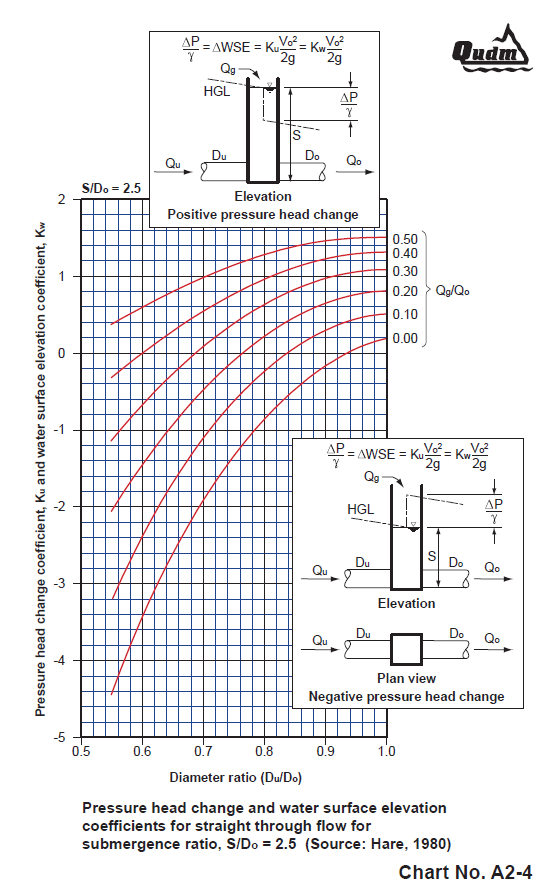 Qudm
ΔP/γ = ΔWSE = Ku Vo²/2g = Kw Vo²/2g
Qg
HGL
ΔP/γ
S
Qu
Du
Do
Qo
Elevation
Positive pressure head change
S/Do = 2.5
2
1
0
-1
-2
-3
-4
-5
Pressure head change coefficient, Ku and water surface elevation coefficient, Kw
0.50
0.40
0.30
0.20
0.10
0.00
Qg/Qo
ΔP/γ = ΔWSE = Ku Vo²/2g = Kw Vo²/2g
Qg
HGL
ΔP/γ
S
Qu
Du
Do
Qo
Elevation
Qu
Du
Do
Qo
Plan view
Negative pressure head change
0.5 0.6 0.7 0.8 0.9 1.0
Diameter ratio (Du/Do)
Pressure head change and water surface elevation
coefficients for straight through flow for
submergence ratio, S/Do = 2.5 (Source: Hare, 1980)
Chart No. A2-4